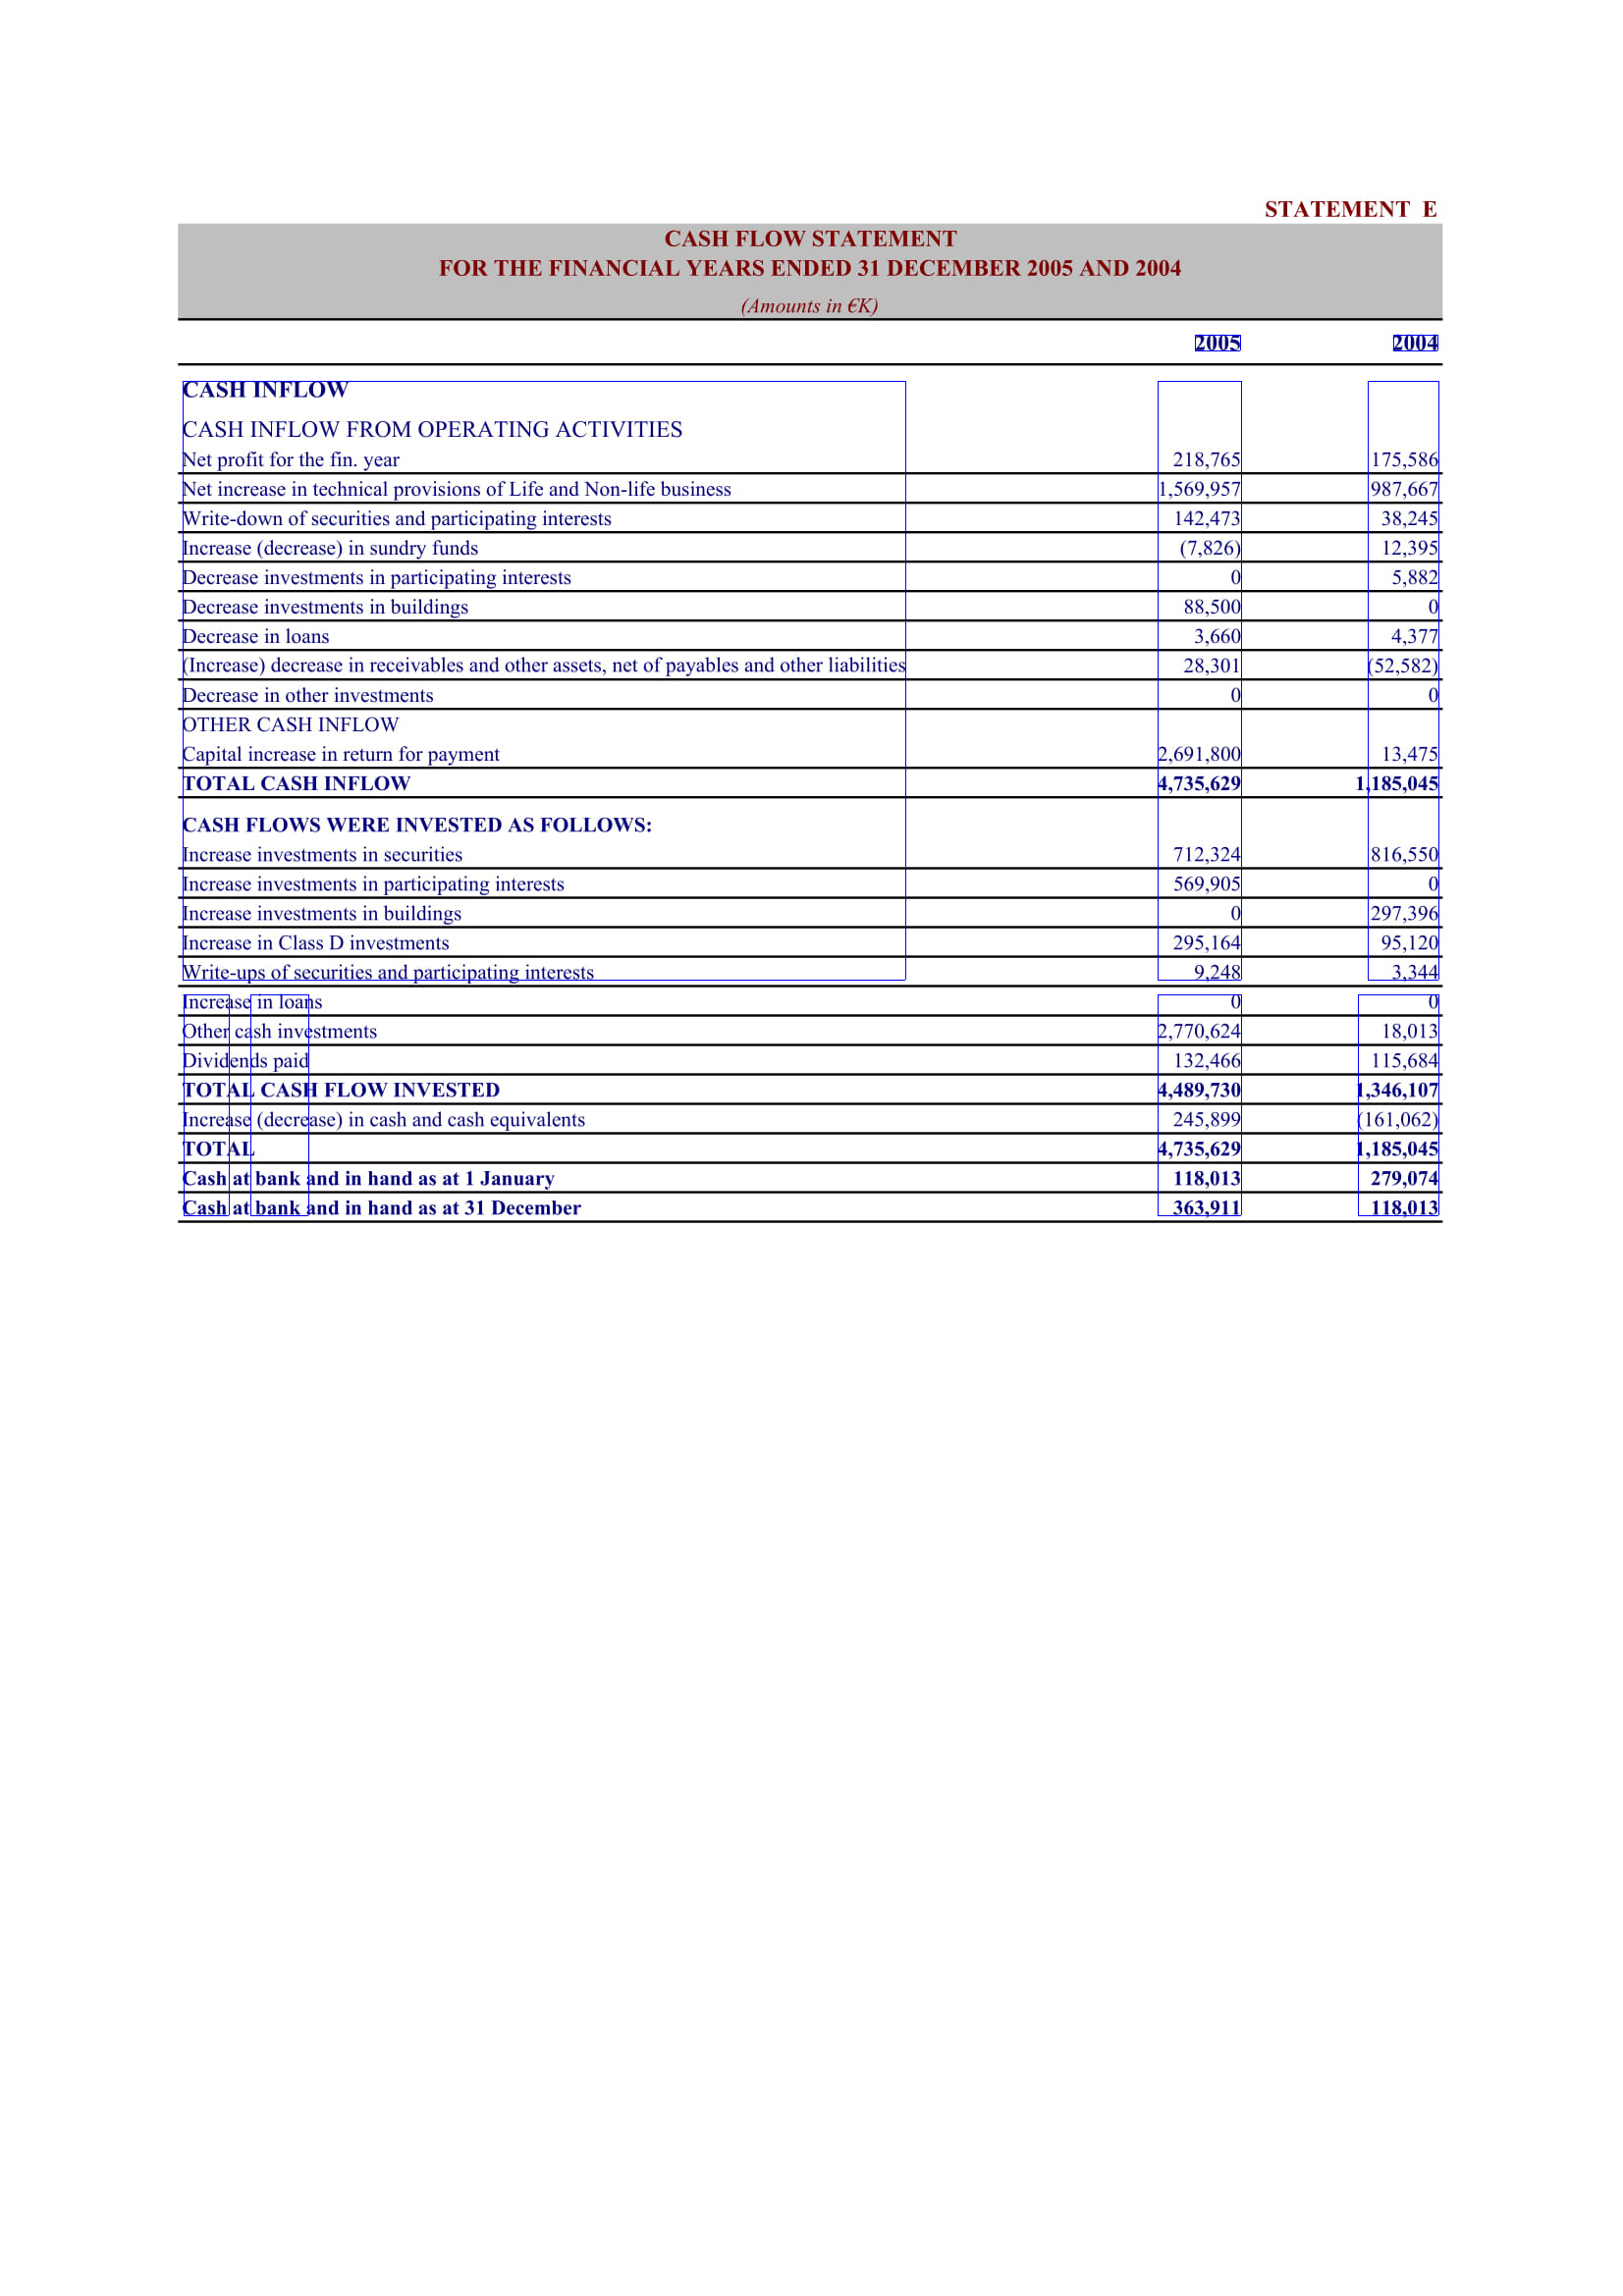 STATEMENT E
CASH FLOW STATEMENT
FOR THE FINANCIAL YEARS ENDED 31 DECEMBER 2005 AND 2004
(Amounts in €K)
2005 2004
CASH INFLOW
CASH INFLOW FROM OPERATING ACTIVITIES
Net profit for the fin. year 218,765 175,586
Net increase in technical provisions of Life and Non-life business 1,569,957 987,667
Write-down of securities and participating interests 142,473 38,245
Increase (decrease) in sundry funds (7,826) 12,395
Decrease investments in participating interests 0 5,882
Decrease investments in buildings 88,500 0
Decrease in loans 3,660 4,377
(Increase) decrease in receivables and other assets, net of payables and other liabilities 28,301 (52,582)
Decrease in other investments 0 0
OTHER CASH INFLOW
Capital increase in return for payment 2,691,800 13,475
TOTAL CASH INFLOW 4,735,629 1,185,045
CASH FLOWS WERE INVESTED AS FOLLOWS:
Increase investments in securities 712,324 816,550
Increase investments in participating interests 569,905 0
Increase investments in buildings 0 297,396
Increase in Class D investments 295,164 95,120
Write-ups of securities and participating interests 9,248 3,344
Increase in loans 0 0
Other cash investments 2,770,624 18,013
Dividends paid 132,466 115,684
TOTAL CASH FLOW INVESTED 4,489,730 1,346,107
Increase (decrease) in cash and cash equivalents 245,899 (161,062)
TOTAL 4,735,629 1,185,045
Cash at bank and in hand as at 1 January 118,013 279,074
Cash at bank and in hand as at 31 December 363,911 118,013